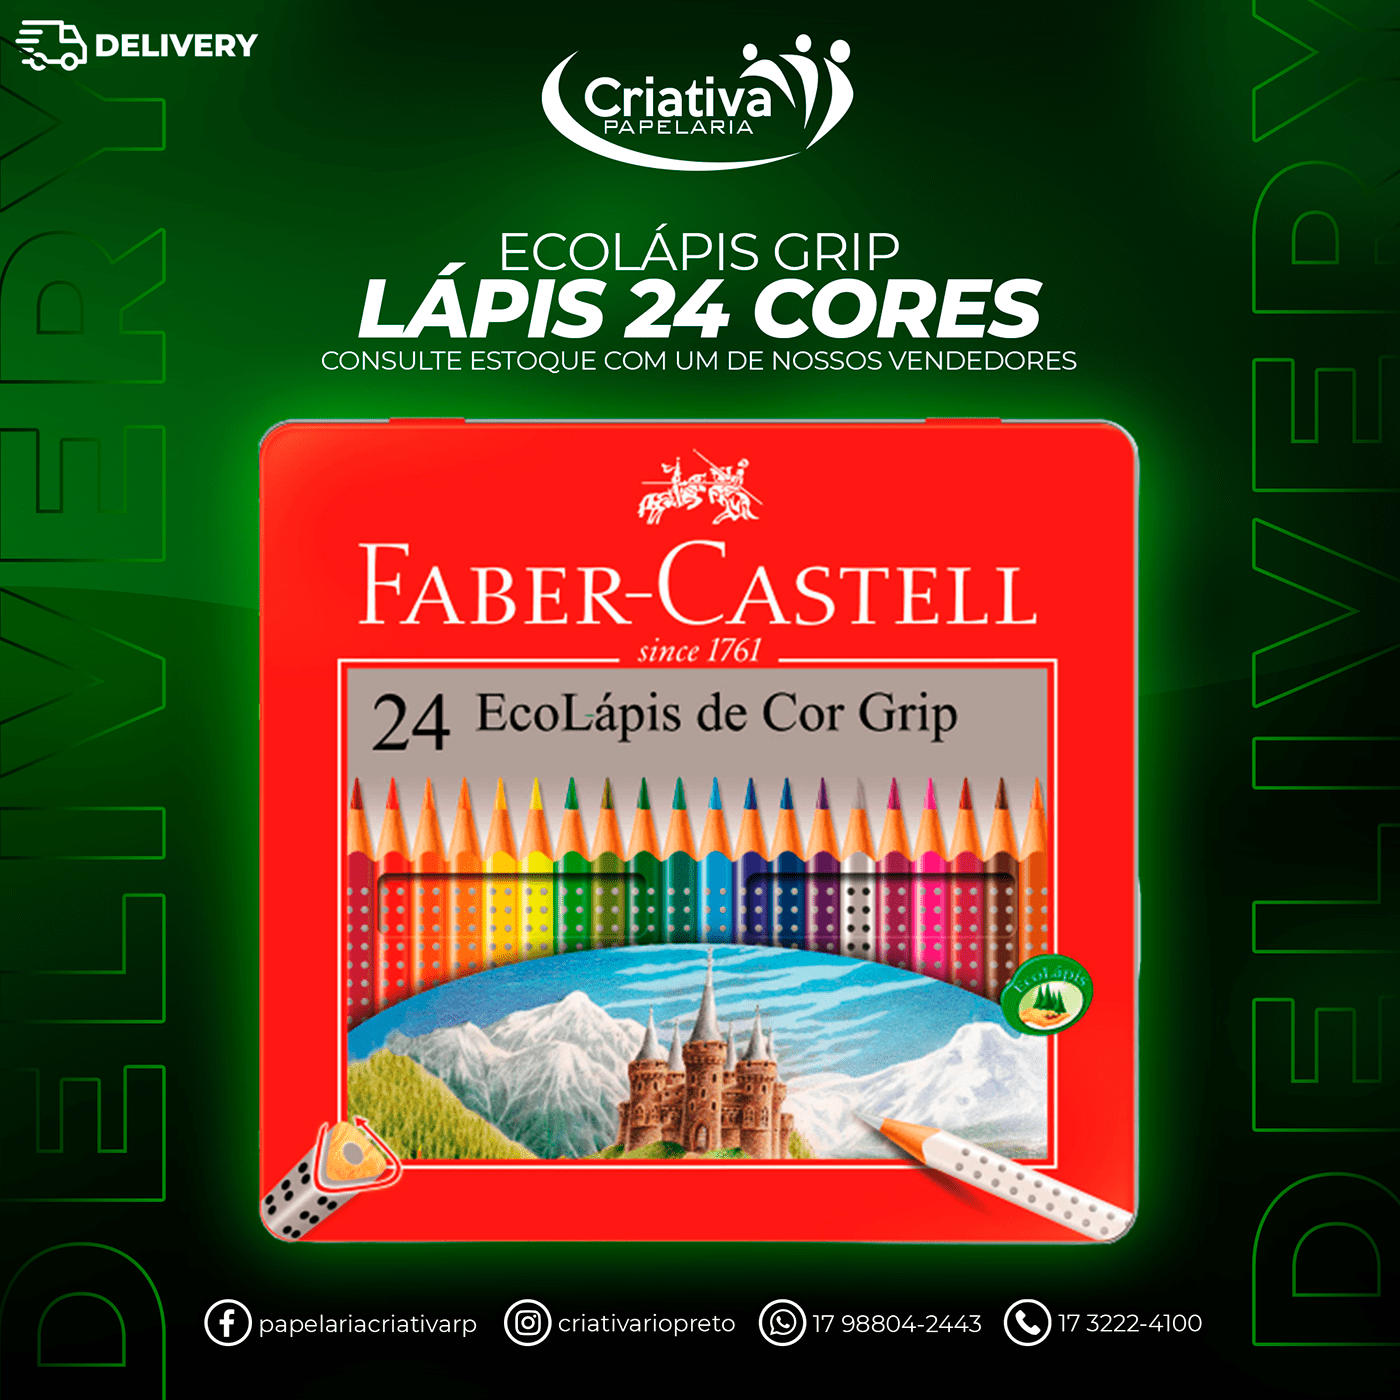 DELIVERY
Criativa
PAPELARIA
ECOLÁPIS GRIP
LÁPIS 24 CORES
CONSULTE ESTOQUE COM UM DE NOSSOS VENDEDORES
FABER-CASTELL
since 1761
24 EcoLápis de Cor Grip
EcoLápis
DELIVERY
DELIVERY
papelariacriativarp
criativariopreto
17 98804-2443
17 3222-4100